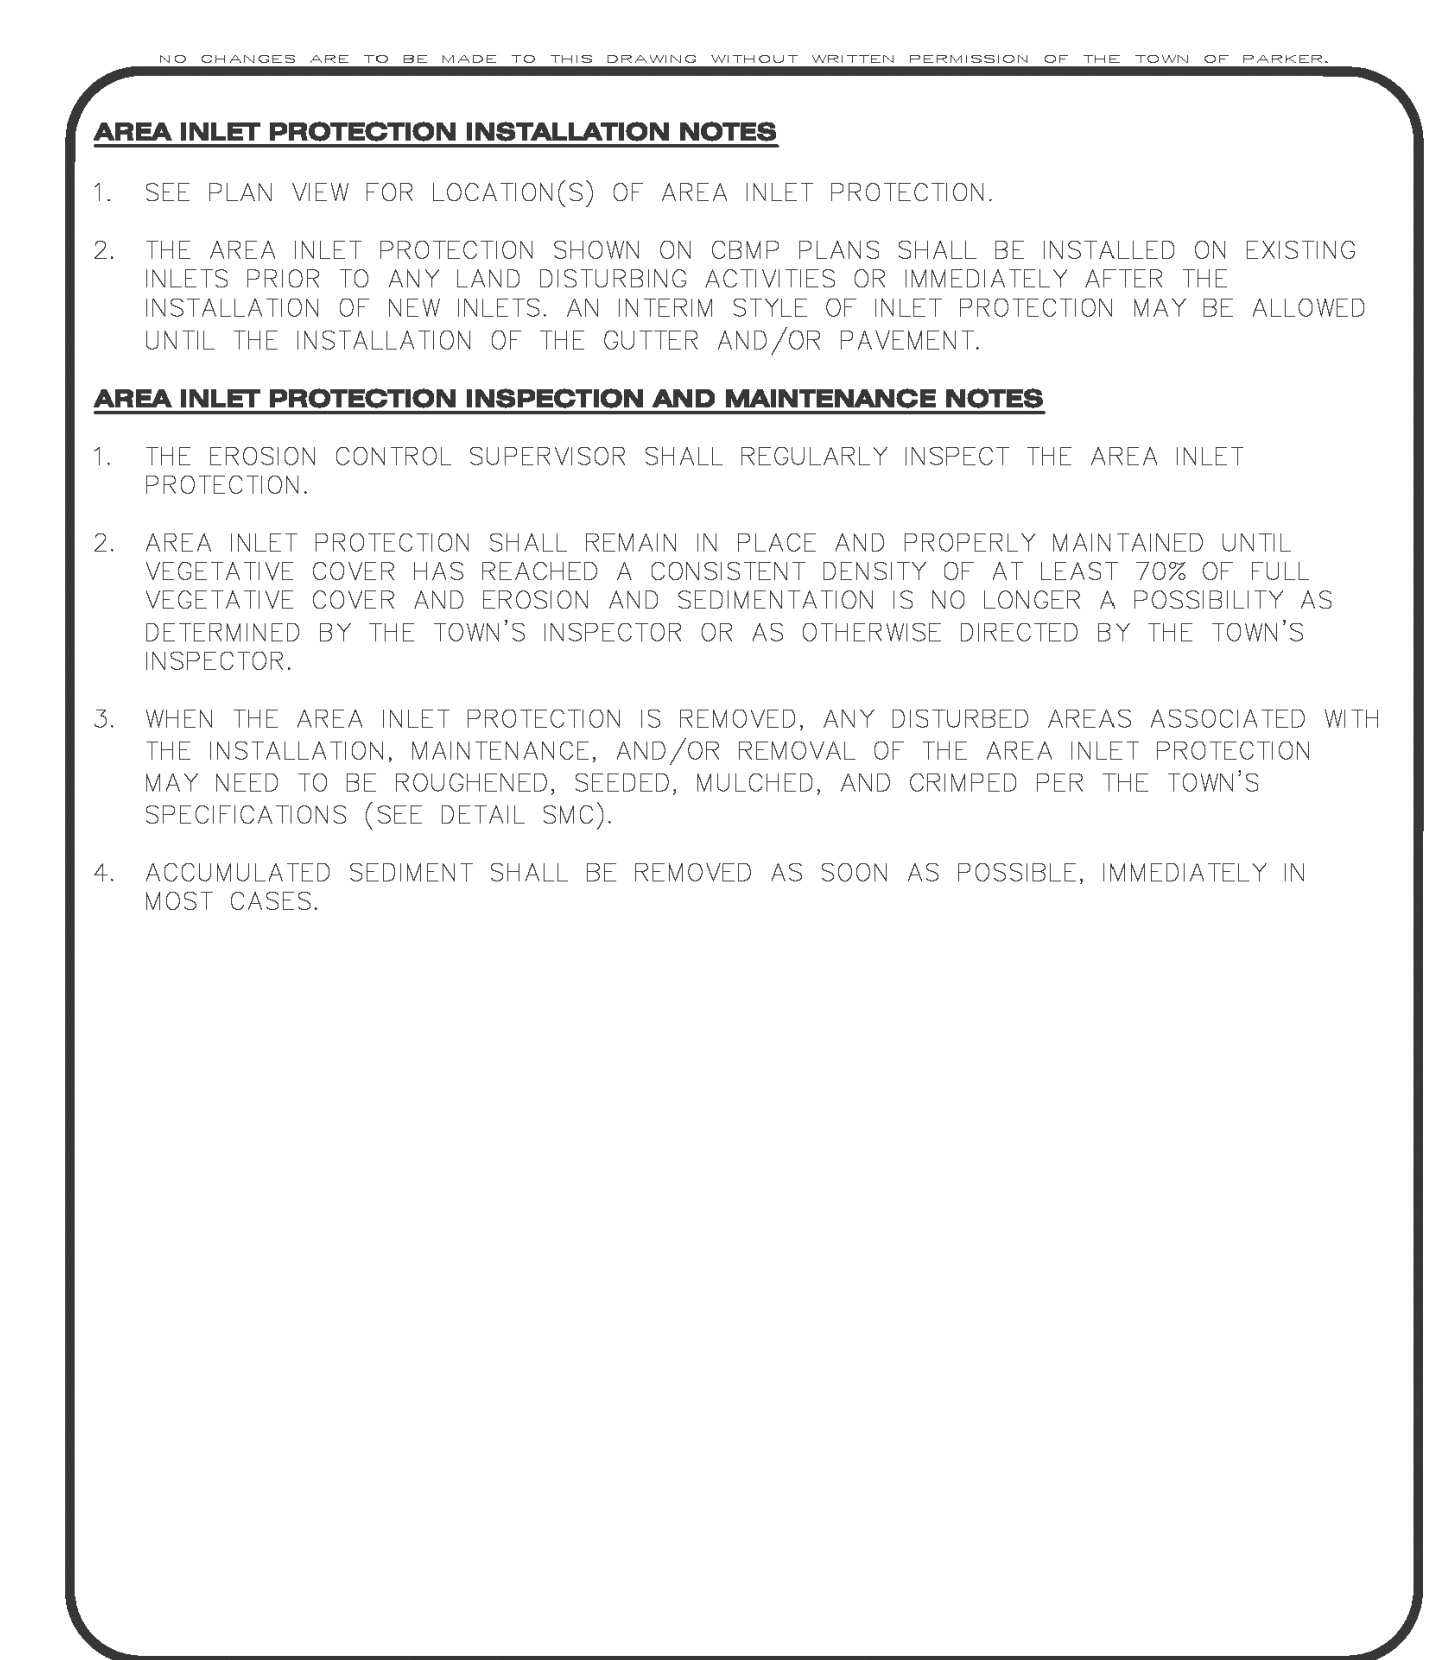 NO CHANGES ARE TO BE MADE TO THIS DRAWING WITHOUT WRITTEN PERMISSION OF THE TOWN OF PARKER.
AREA INLET PROTECTION INSTALLATION NOTES
1. SEE PLAN VIEW FOR LOCATION(S) OF AREA INLET PROTECTION.
2. THE AREA INLET PROTECTION SHOWN ON CBMP PLANS SHALL BE INSTALLED ON EXISTING
INLETS PRIOR TO ANY LAND DISTURBING ACTIVITIES OR IMMEDIATELY AFTER THE
INSTALLATION OF NEW INLETS. AN INTERIM STYLE OF INLET PROTECTION MAY BE ALLOWED
UNTIL THE INSTALLATION OF THE GUTTER AND/OR PAVEMENT.
AREA INLET PROTECTION INSPECTION AND MAINTENANCE NOTES
1. THE EROSION CONTROL SUPERVISOR SHALL REGULARLY INSPECT THE AREA INLET
PROTECTION.
2. AREA INLET PROTECTION SHALL REMAIN IN PLACE AND PROPERLY MAINTAINED UNTIL
VEGETATIVE COVER HAS REACHED A CONSISTENT DENSITY OF AT LEAST 70% OF FULL
VEGETATIVE COVER AND EROSION AND SEDIMENTATION IS NO LONGER A POSSIBILITY AS
DETERMINED BY THE TOWN'S INSPECTOR OR AS OTHERWISE DIRECTED BY THE TOWN'S
INSPECTOR.
3. WHEN THE AREA INLET PROTECTION IS REMOVED, ANY DISTURBED AREAS ASSOCIATED WITH
THE INSTALLATION, MAINTENANCE, AND/OR REMOVAL OF THE AREA INLET PROTECTION
MAY NEED TO BE ROUGHENED, SEEDED, MULCHED, AND CRIMPED PER THE TOWN'S
SPECIFICATIONS (SEE DETAIL SMC).
4. ACCUMULATED SEDIMENT SHALL BE REMOVED AS SOON AS POSSIBLE, IMMEDIATELY IN
MOST CASES.